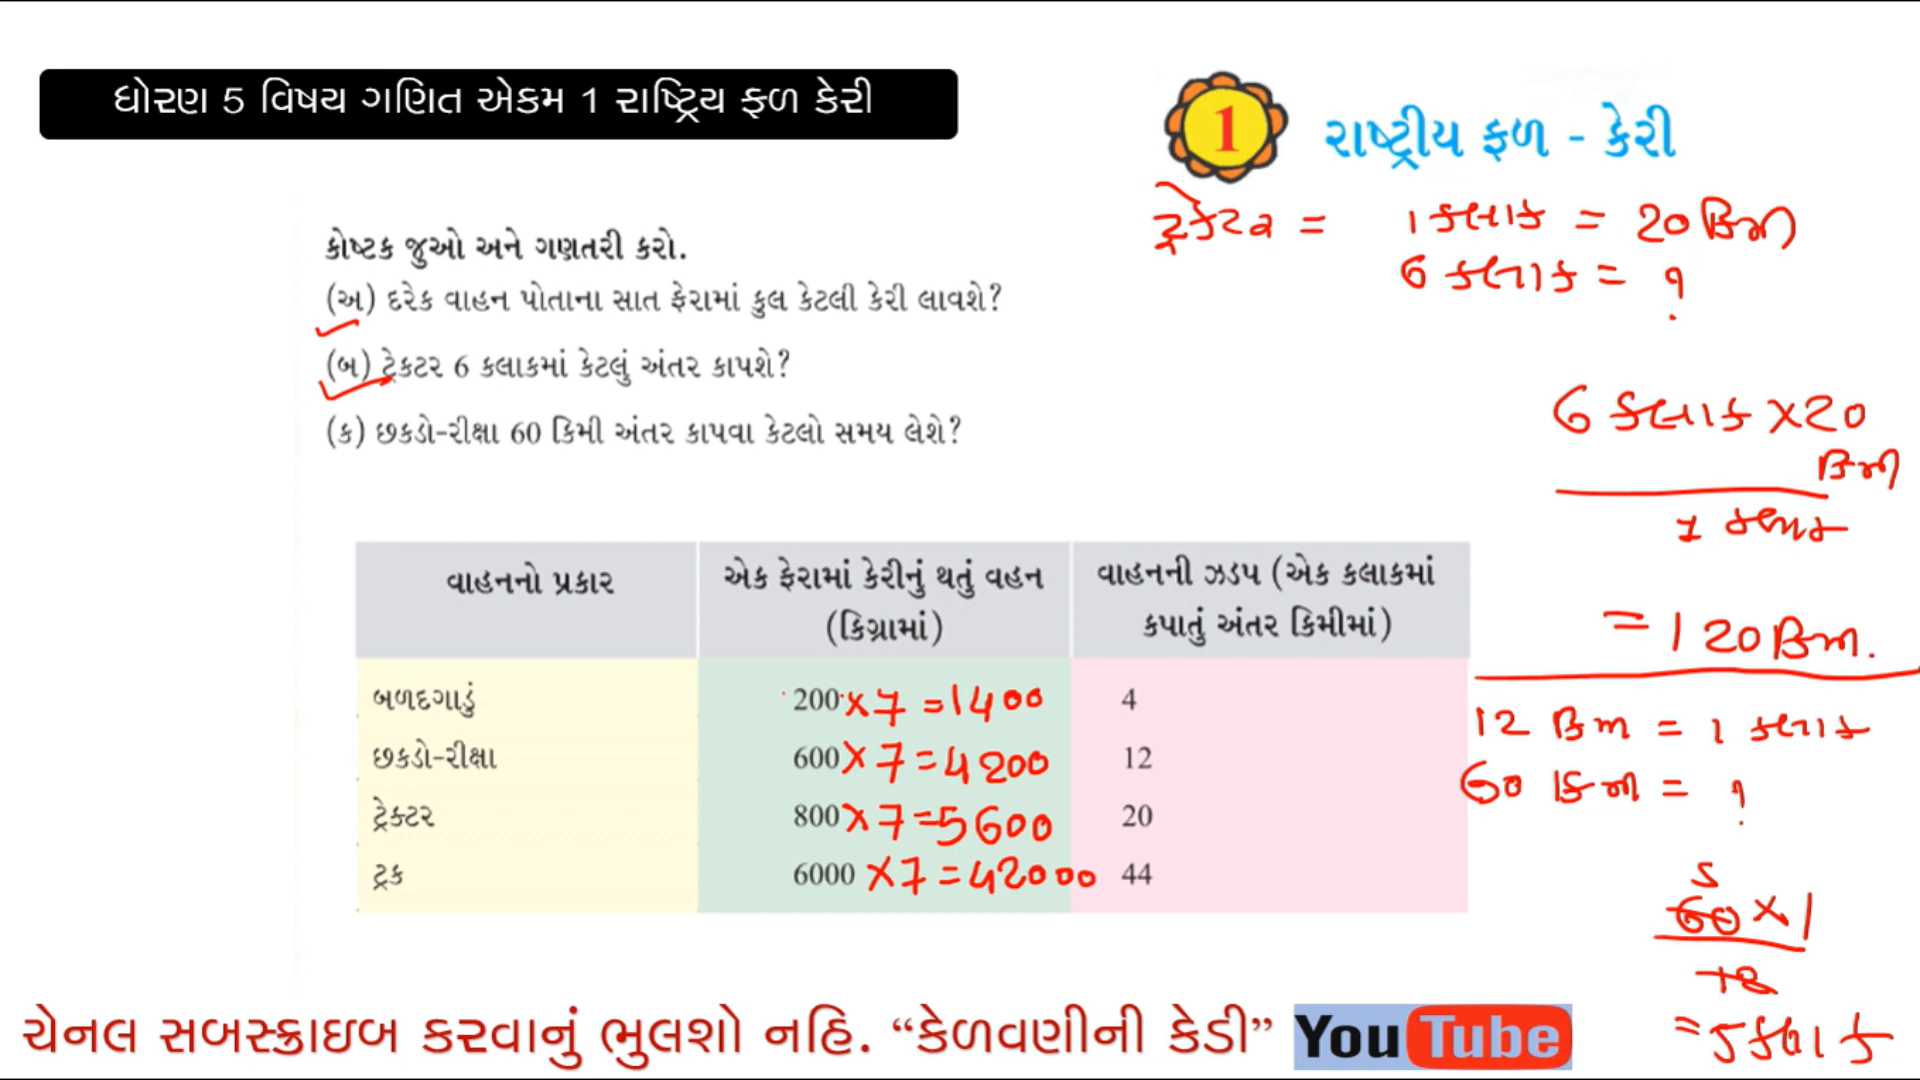 ધોરણ 5 વિષય ગણિત એકમ 1 રાષ્ટ્રિય ફળ કેરી
1 રાષ્ટ્રીય ફળ - કેરી
ટ્રેકટર = 1 કલાક = 20 કિમી
6 કલાક = ?
કોષ્ટક જુઓ અને ગણતરી કરો.
(અ) દરેક વાહન પોતાના સાત ફેરામાં કુલ કેટલી કેરી લાવશે?
(બ) ટ્રેકટર 6 કલાકમાં કેટલું અંતર કાપશે?
(ક) છકડો-રીક્ષા 60 કિમી અંતર કાપવા કેટલો સમય લેશે?
6 કલાક × 20
કિમી
1 કલાક
= 120 કિમી.
વાહનનો પ્રકાર
એક ફેરામાં કેરીનું થતું વહન
(કિગ્રામાં)
વાહનની ઝડપ (એક કલાકમાં
કપાતું અંતર કિમીમાં)
બળદગાડું 200 × 7 = 1400 4
છકડો-રીક્ષા 600 × 7 = 4200 12
ટ્રેક્ટર 800 × 7 = 5600 20
ટ્રક 6000 × 7 = 42000 44
12 કિમી = 1 કલાક
60 કિમી = ?
5
60 × 1
12
= 5 કલાક
ચેનલ સબસ્ક્રાઇબ કરવાનું ભુલશો નહિ. “કેળવણીની કેડી” YouTube